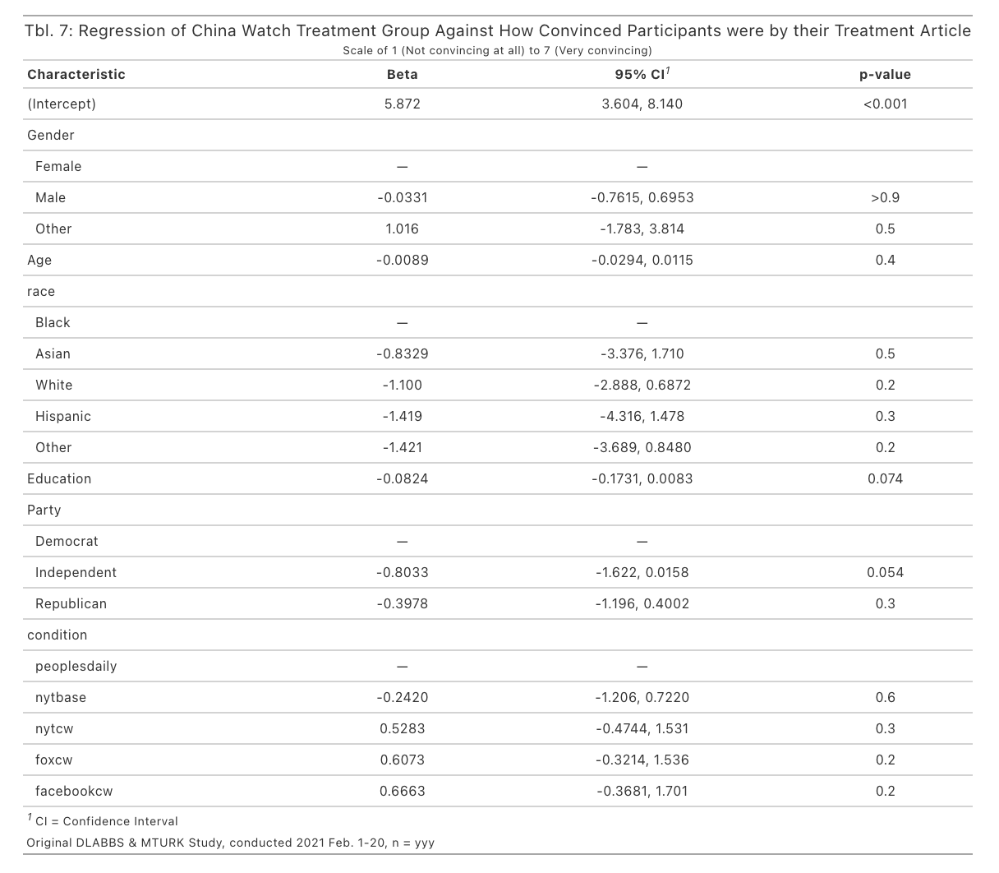 Tbl. 7: Regression of China Watch Treatment Group Against How Convinced Participants were by their Treatment Article
Scale of 1 (Not convincing at all) to 7 (Very convincing)
Characteristic Beta 95% CI1 p-value
(Intercept) 5.872 3.604, 8.140 <0.001
Gender
Female — —
Male -0.0331 -0.7615, 0.6953 >0.9
Other 1.016 -1.783, 3.814 0.5
Age -0.0089 -0.0294, 0.0115 0.4
race
Black — —
Asian -0.8329 -3.376, 1.710 0.5
White -1.100 -2.888, 0.6872 0.2
Hispanic -1.419 -4.316, 1.478 0.3
Other -1.421 -3.689, 0.8480 0.2
Education -0.0824 -0.1731, 0.0083 0.074
Party
Democrat — —
Independent -0.8033 -1.622, 0.0158 0.054
Republican -0.3978 -1.196, 0.4002 0.3
condition
peoplesdaily — —
nytbase -0.2420 -1.206, 0.7220 0.6
nytcw 0.5283 -0.4744, 1.531 0.3
foxcw 0.6073 -0.3214, 1.536 0.2
facebookcw 0.6663 -0.3681, 1.701 0.2
1 CI = Confidence Interval
Original DLABBS & MTURK Study, conducted 2021 Feb. 1-20, n = yyy